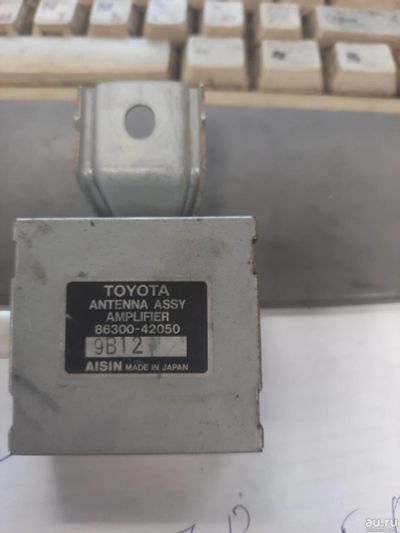 TOYOTA
ANTENNA ASSY
AMPLIFIER
86300-42050
9B12
AISIN MADE IN JAPAN
au.ru